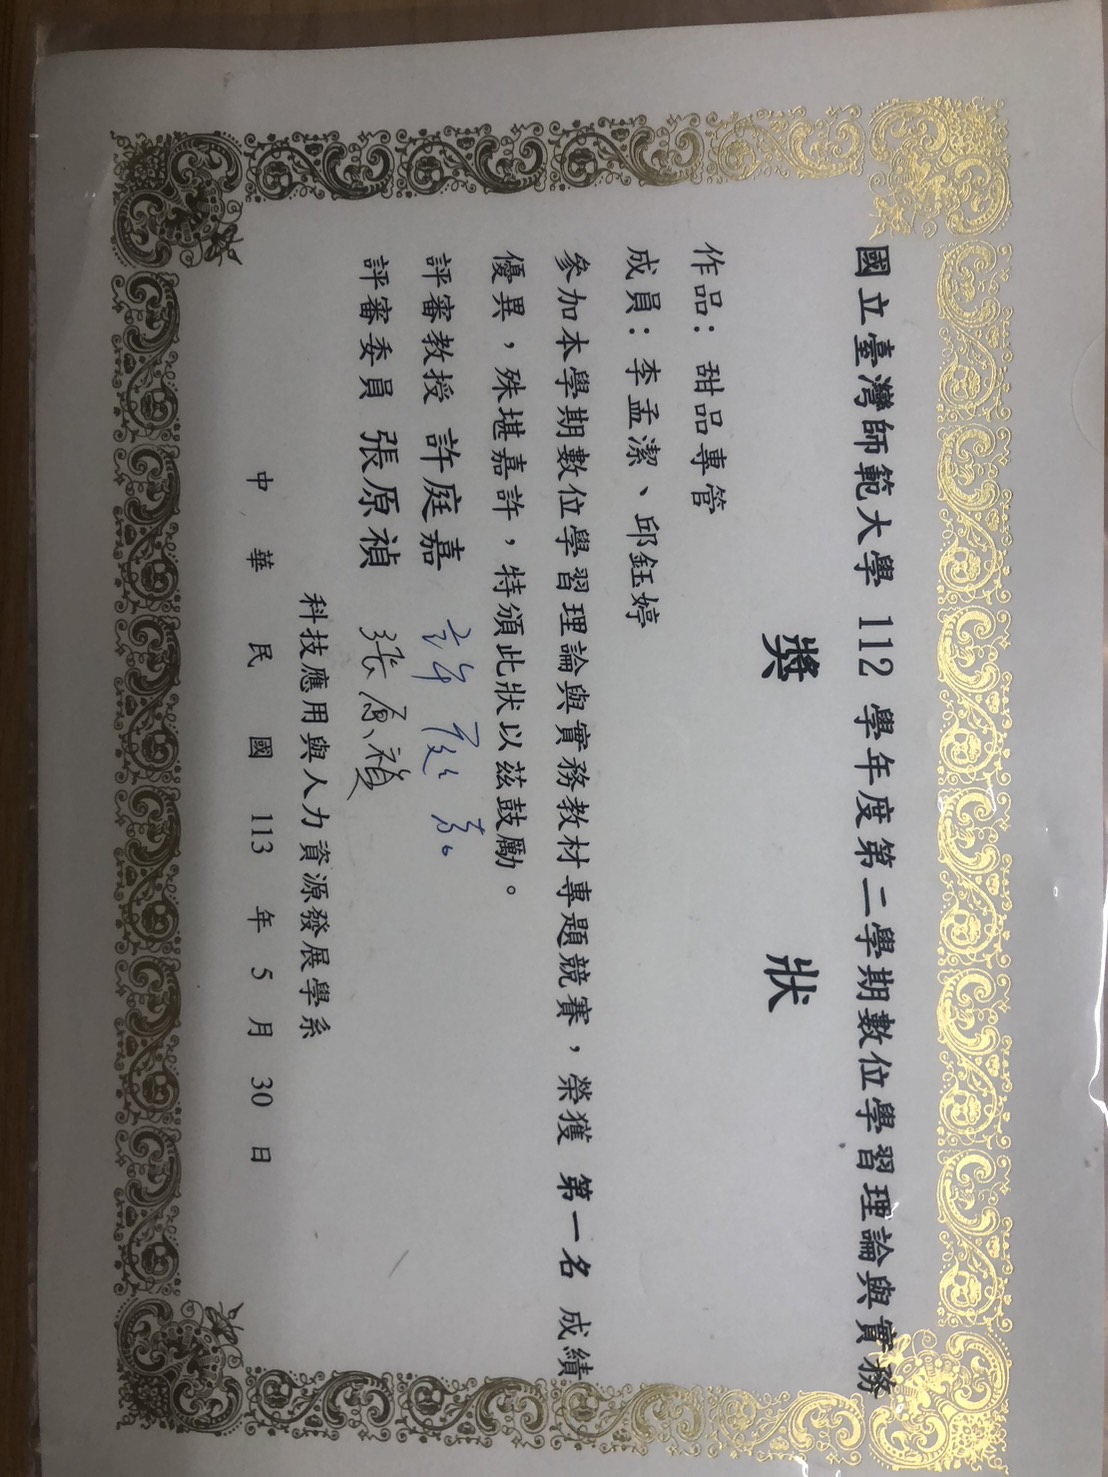 國立臺灣師範大學 112 學年度第二學期數位學習理論與實務
獎 狀
作品: 甜品專管
成員: 李孟潔、邱鈺婷
參加本學期數位學習理論與實務教材專題競賽，榮獲 第一名 成績
優異，殊堪嘉許，特頒此狀以茲鼓勵。
評審教授 許庭嘉 許庭嘉
評審委員 張原禎 張原禎
科技應用與人力資源發展學系
中 華 民 國 113 年 5 月 30 日